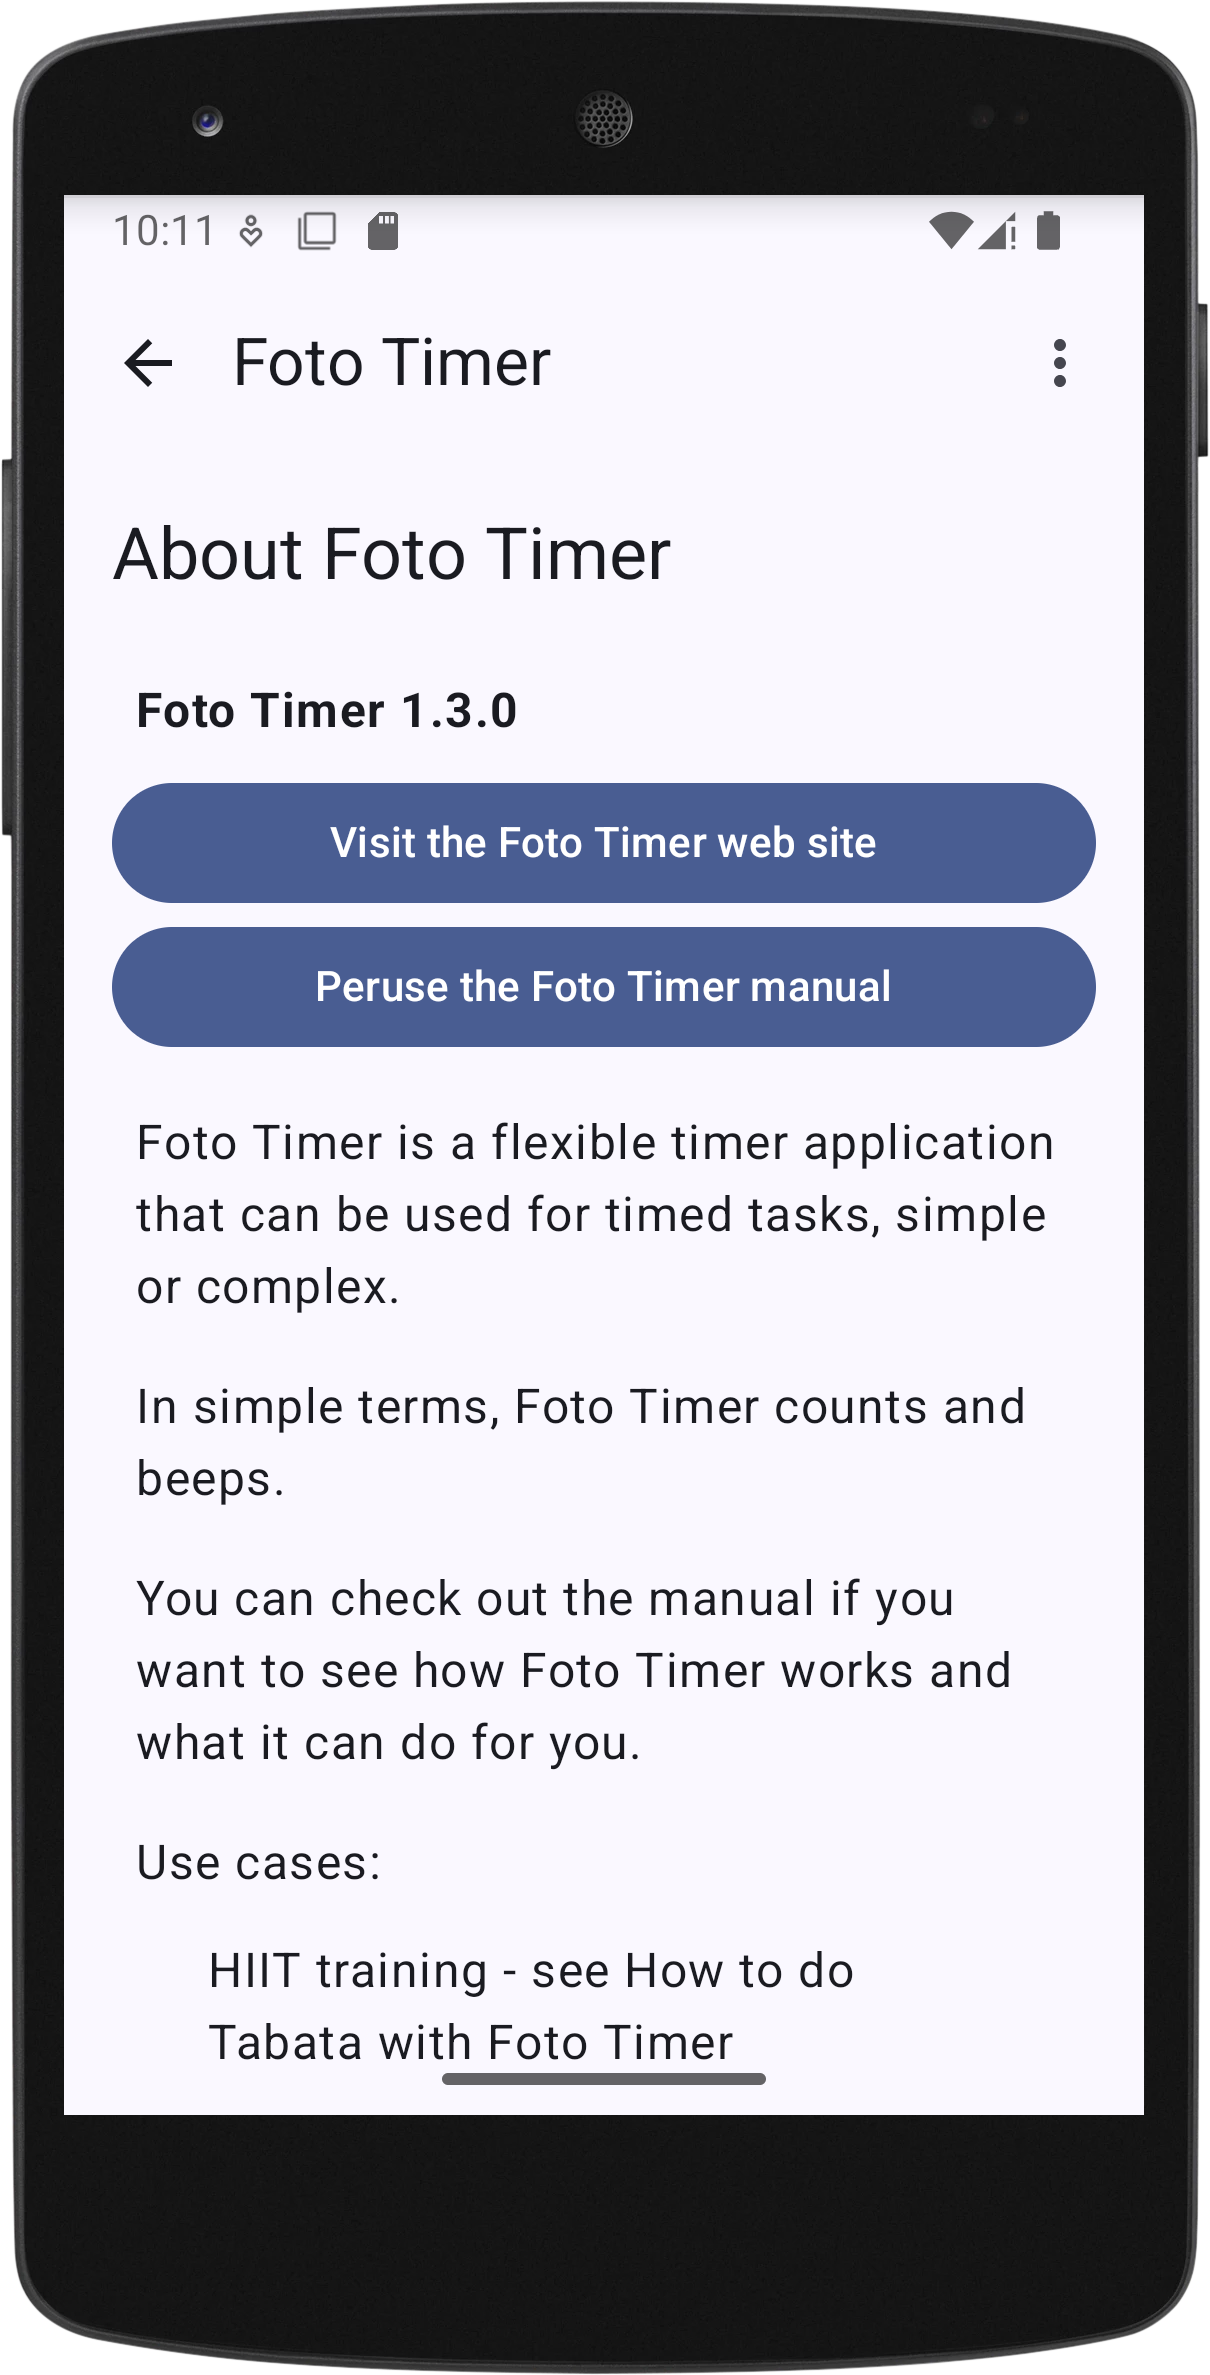 10:11
Foto Timer
About Foto Timer
Foto Timer 1.3.0
Visit the Foto Timer web site
Peruse the Foto Timer manual
Foto Timer is a flexible timer application
that can be used for timed tasks, simple
or complex.
In simple terms, Foto Timer counts and
beeps.
You can check out the manual if you
want to see how Foto Timer works and
what it can do for you.
Use cases:
HIIT training - see How to do
Tabata with Foto Timer